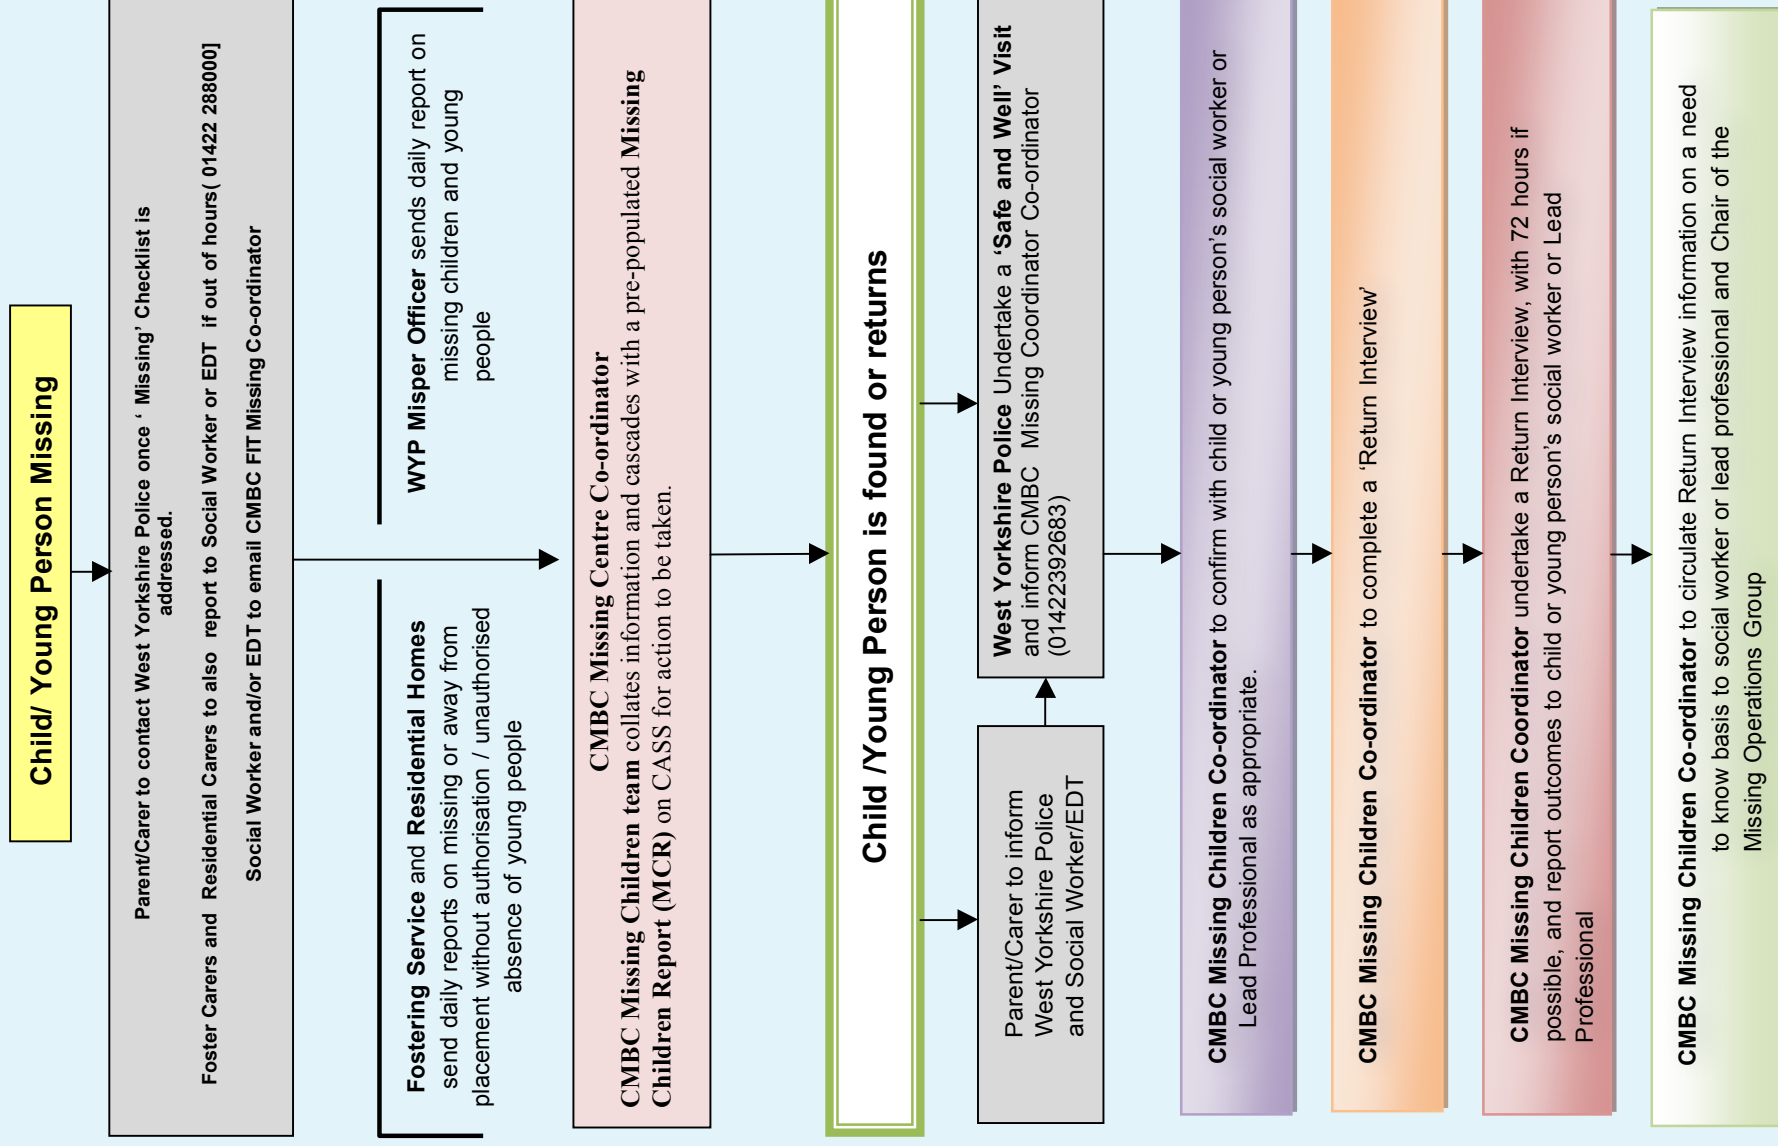 Child/ Young Person Missing
Parent/Carer to contact West Yorkshire Police once ‘ Missing’ Checklist is
addressed.
Foster Carers and Residential Carers to also report to Social Worker or EDT if out of hours( 01422 288000]
Social Worker and/or EDT to email CMBC FIT Missing Co-ordinator
Fostering Service and Residential Homes
send daily reports on missing or away from
placement without authorisation / unauthorised
absence of young people
WYP Misper Officer sends daily report on
missing children and young
people
CMBC Missing Centre Co-ordinator
CMBC Missing Children team collates information and cascades with a pre-populated Missing
Children Report (MCR) on CASS for action to be taken.
Child /Young Person is found or returns
Parent/Carer to inform
West Yorkshire Police
and Social Worker/EDT
West Yorkshire Police Undertake a ‘Safe and Well’ Visit
and inform CMBC Missing Coordinator Co-ordinator
(01422392683)
CMBC Missing Children Co-ordinator to confirm with child or young person’s social worker or
Lead Professional as appropriate.
CMBC Missing Children Co-ordinator to complete a ‘Return Interview’
CMBC Missing Children Coordinator undertake a Return Interview, with 72 hours if
possible, and report outcomes to child or young person’s social worker or Lead
Professional
CMBC Missing Children Co-ordinator to circulate Return Interview information on a need
to know basis to social worker or lead professional and Chair of the
Missing Operations Group